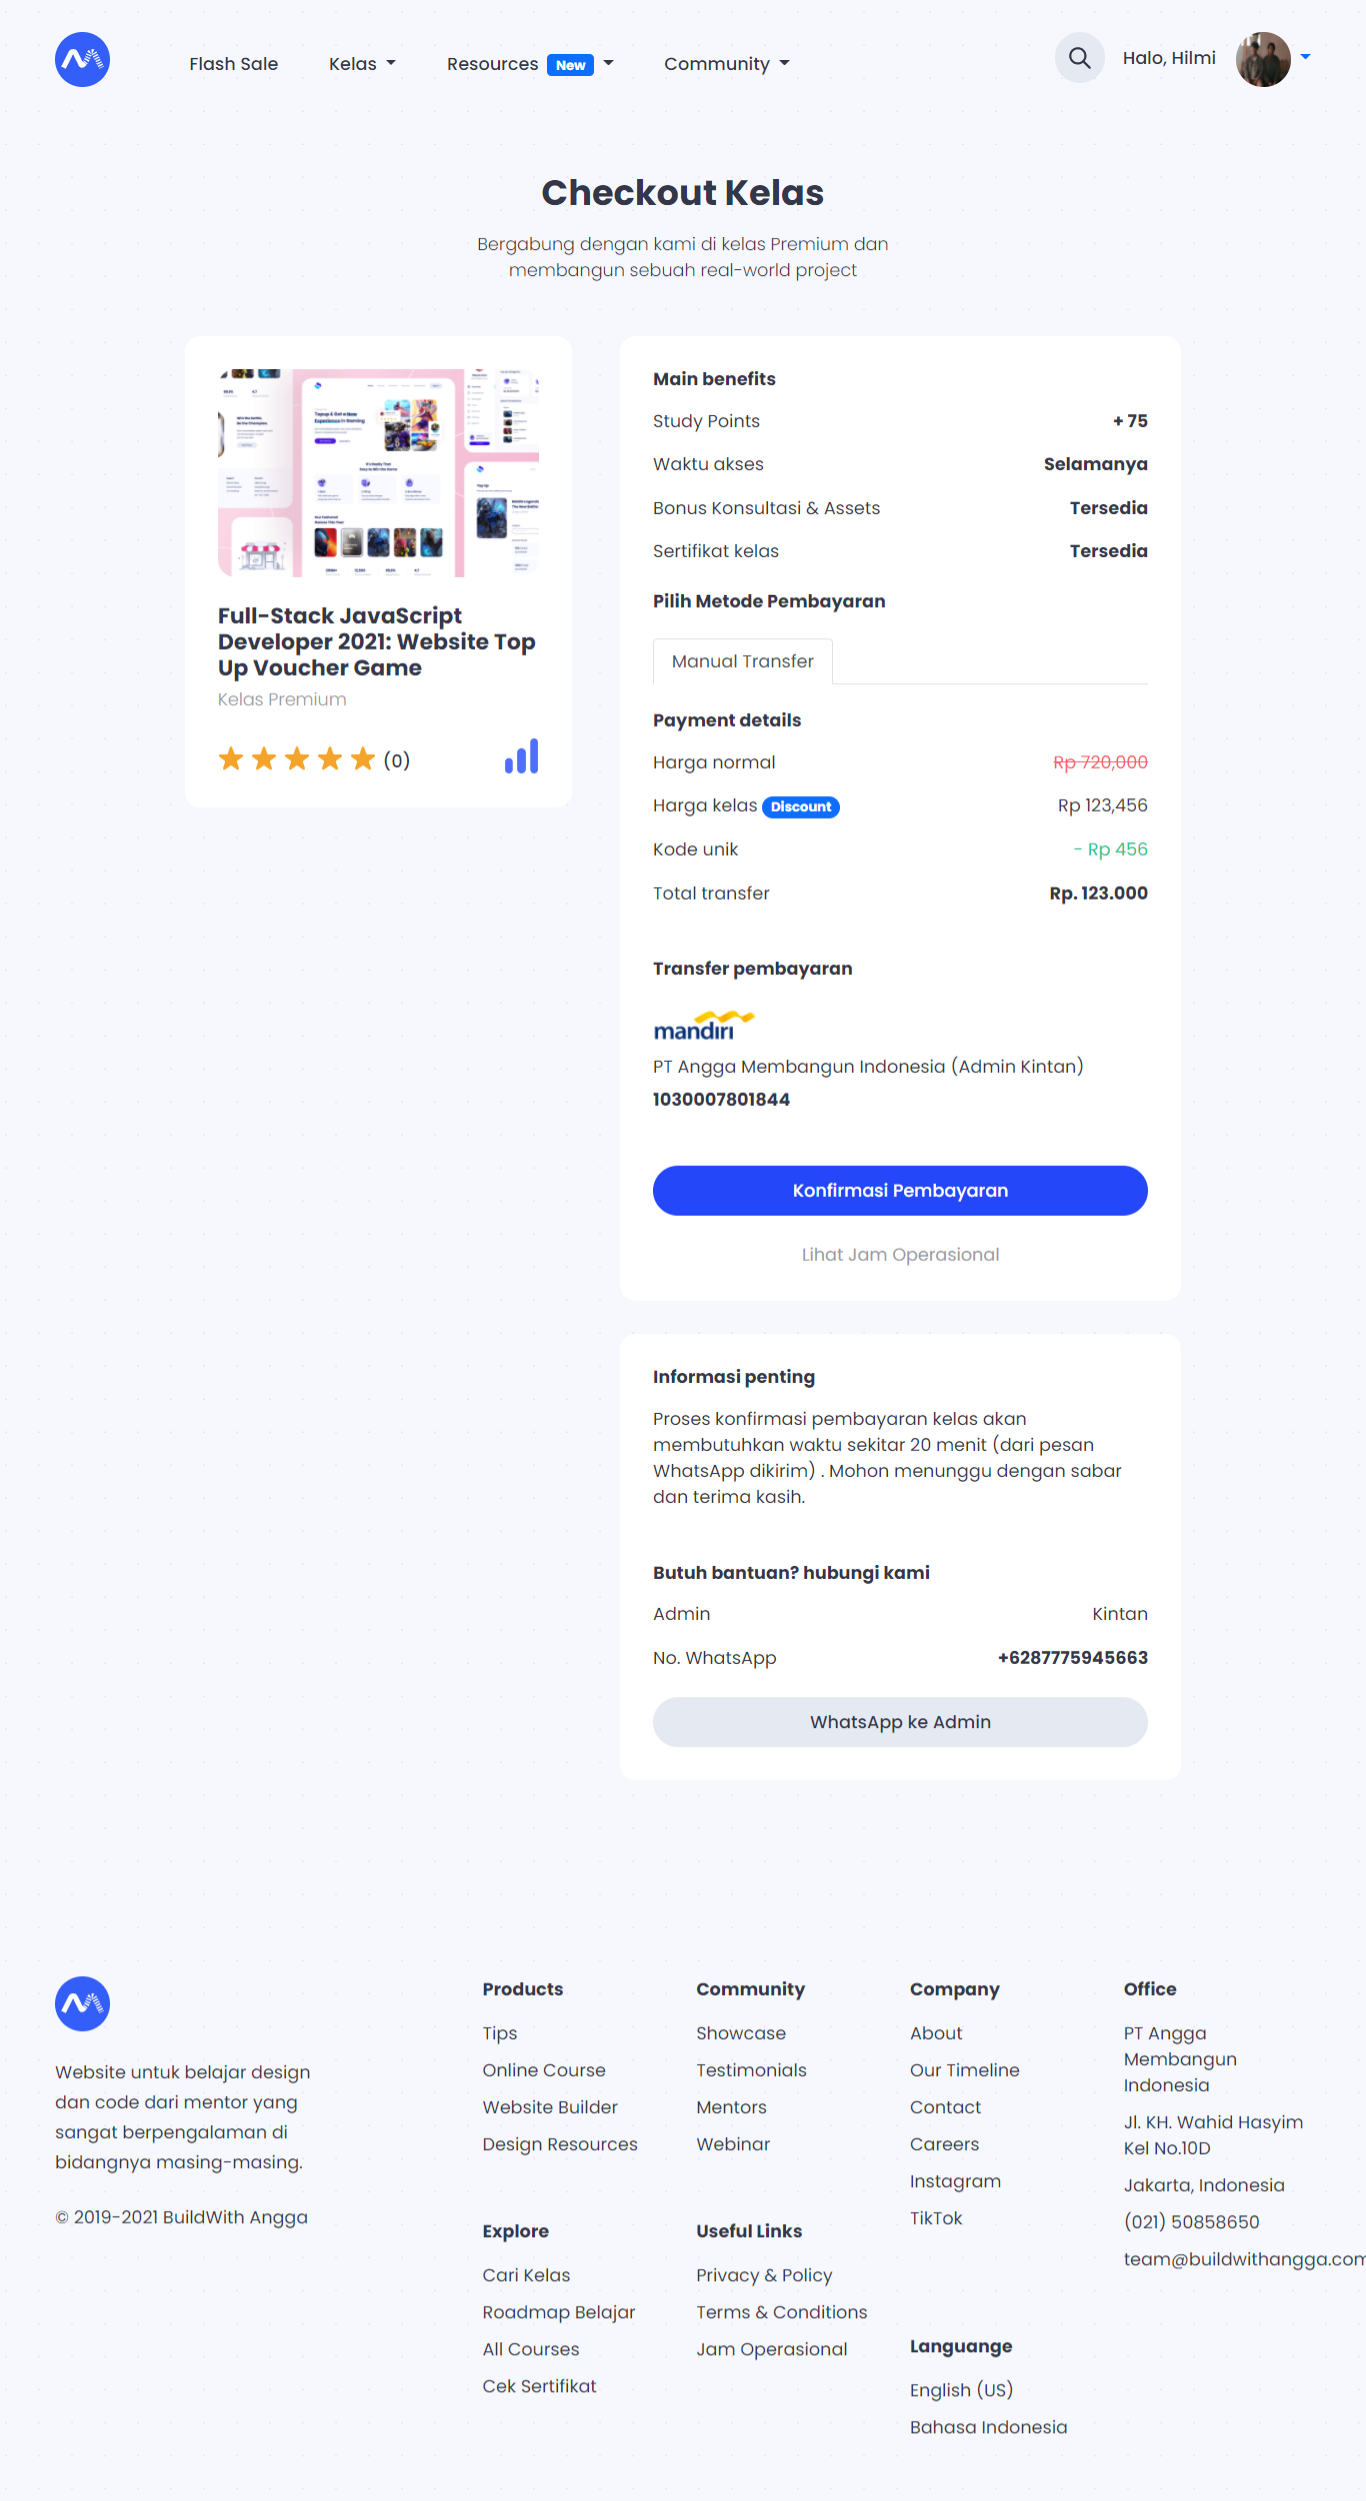 Flash Sale
Kelas
Resources New
Community
Halo, Hilmi
Checkout Kelas
Bergabung dengan kami di kelas Premium dan
membangun sebuah real-world project
Full-Stack JavaScript
Developer 2021: Website Top
Up Voucher Game
Kelas Premium
(0)
Main benefits
Study Points + 75
Waktu akses Selamanya
Bonus Konsultasi & Assets Tersedia
Sertifikat kelas Tersedia
Pilih Metode Pembayaran
Manual Transfer
Payment details
Harga normal Rp 720,000
Harga kelas Discount Rp 123,456
Kode unik - Rp 456
Total transfer Rp. 123.000
Transfer pembayaran
mandiri
PT Angga Membangun Indonesia (Admin Kintan)
1030007801844
Konfirmasi Pembayaran
Lihat Jam Operasional
Informasi penting
Proses konfirmasi pembayaran kelas akan
membutuhkan waktu sekitar 20 menit (dari pesan
WhatsApp dikirim) . Mohon menunggu dengan sabar
dan terima kasih.
Butuh bantuan? hubungi kami
Admin Kintan
No. WhatsApp +6287775945663
WhatsApp ke Admin
Website untuk belajar design
dan code dari mentor yang
sangat berpengalaman di
bidangnya masing-masing.
© 2019-2021 BuildWith Angga
Products
Tips
Online Course
Website Builder
Design Resources
Explore
Cari Kelas
Roadmap Belajar
All Courses
Cek Sertifikat
Community
Showcase
Testimonials
Mentors
Webinar
Useful Links
Privacy & Policy
Terms & Conditions
Jam Operasional
Company
About
Our Timeline
Contact
Careers
Instagram
TikTok
Languange
English (US)
Bahasa Indonesia
Office
PT Angga
Membangun
Indonesia
Jl. KH. Wahid Hasyim
Kel No.10D
Jakarta, Indonesia
(021) 50858650
team@buildwithangga.com